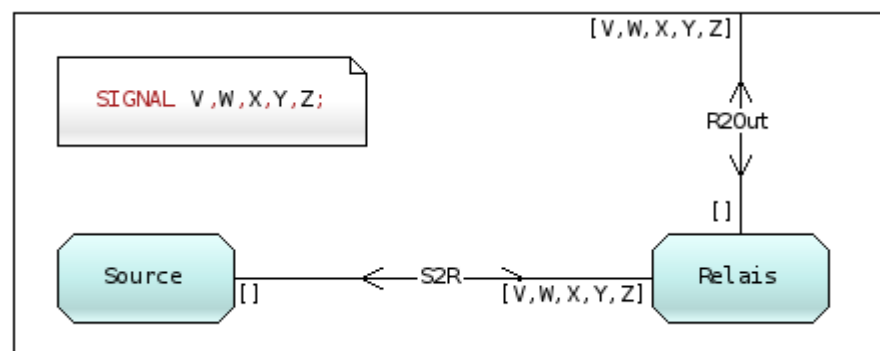 [V,W,X,Y,Z]
SIGNAL V,W,X,Y,Z;
R2Out
[]
Source
S2R
Relais
[]
[V,W,X,Y,Z]